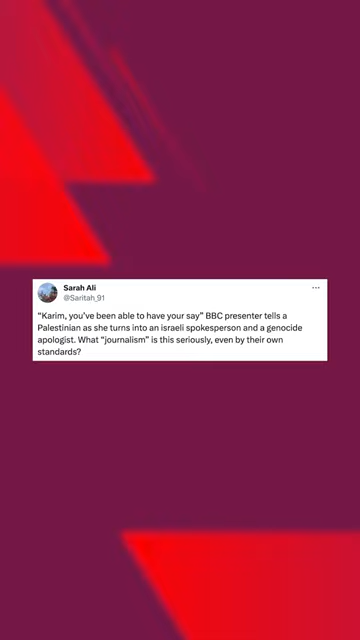 Sarah Ali
@Saritah_91
“Karim, you’ve been able to have your say” BBC presenter tells a
Palestinian as she turns into an israeli spokesperson and a genocide
apologist. What “journalism” is this seriously, even by their own
standards?